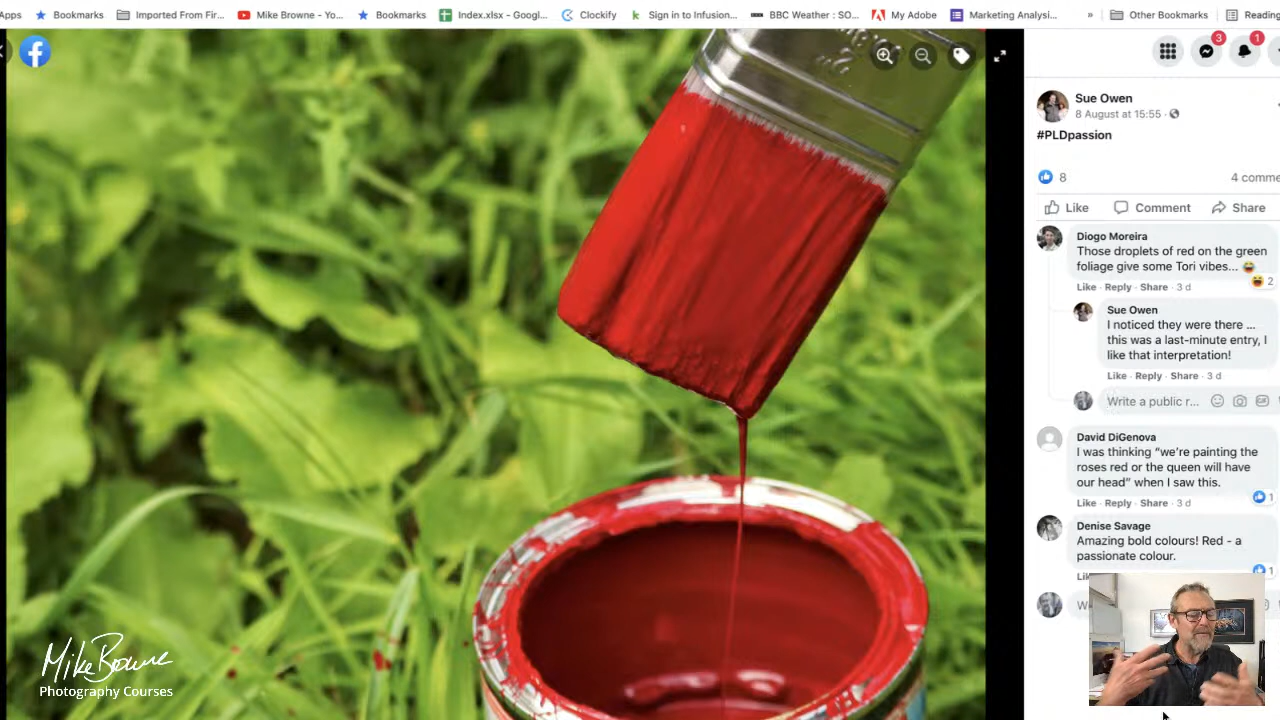 Apps
Bookmarks
Imported From Fir...
Mike Browne - Yo...
Bookmarks
Index.xlsx - Googl...
Clockify
Sign in to Infusion...
BBC Weather : SO...
My Adobe
Marketing Analysi...
»
Other Bookmarks
Reading
3
1
Sue Owen
8 August at 15:55
#PLDpassion
8
4 comme
Like
Comment
Share
Diogo Moreira
Those droplets of red on the green
foliage give some Tori vibes...
2
Like · Reply · Share · 3 d
Sue Owen
I noticed they were there ...
this was a last-minute entry, I
like that interpretation!
Like · Reply · Share · 3 d
Write a public r...
GIF
David DiGenova
I was thinking “we’re painting the
roses red or the queen will have
our head” when I saw this.
1
Like · Reply · Share · 3 d
Denise Savage
Amazing bold colours! Red - a
passionate colour.
1
Mike Browne
Photography Courses